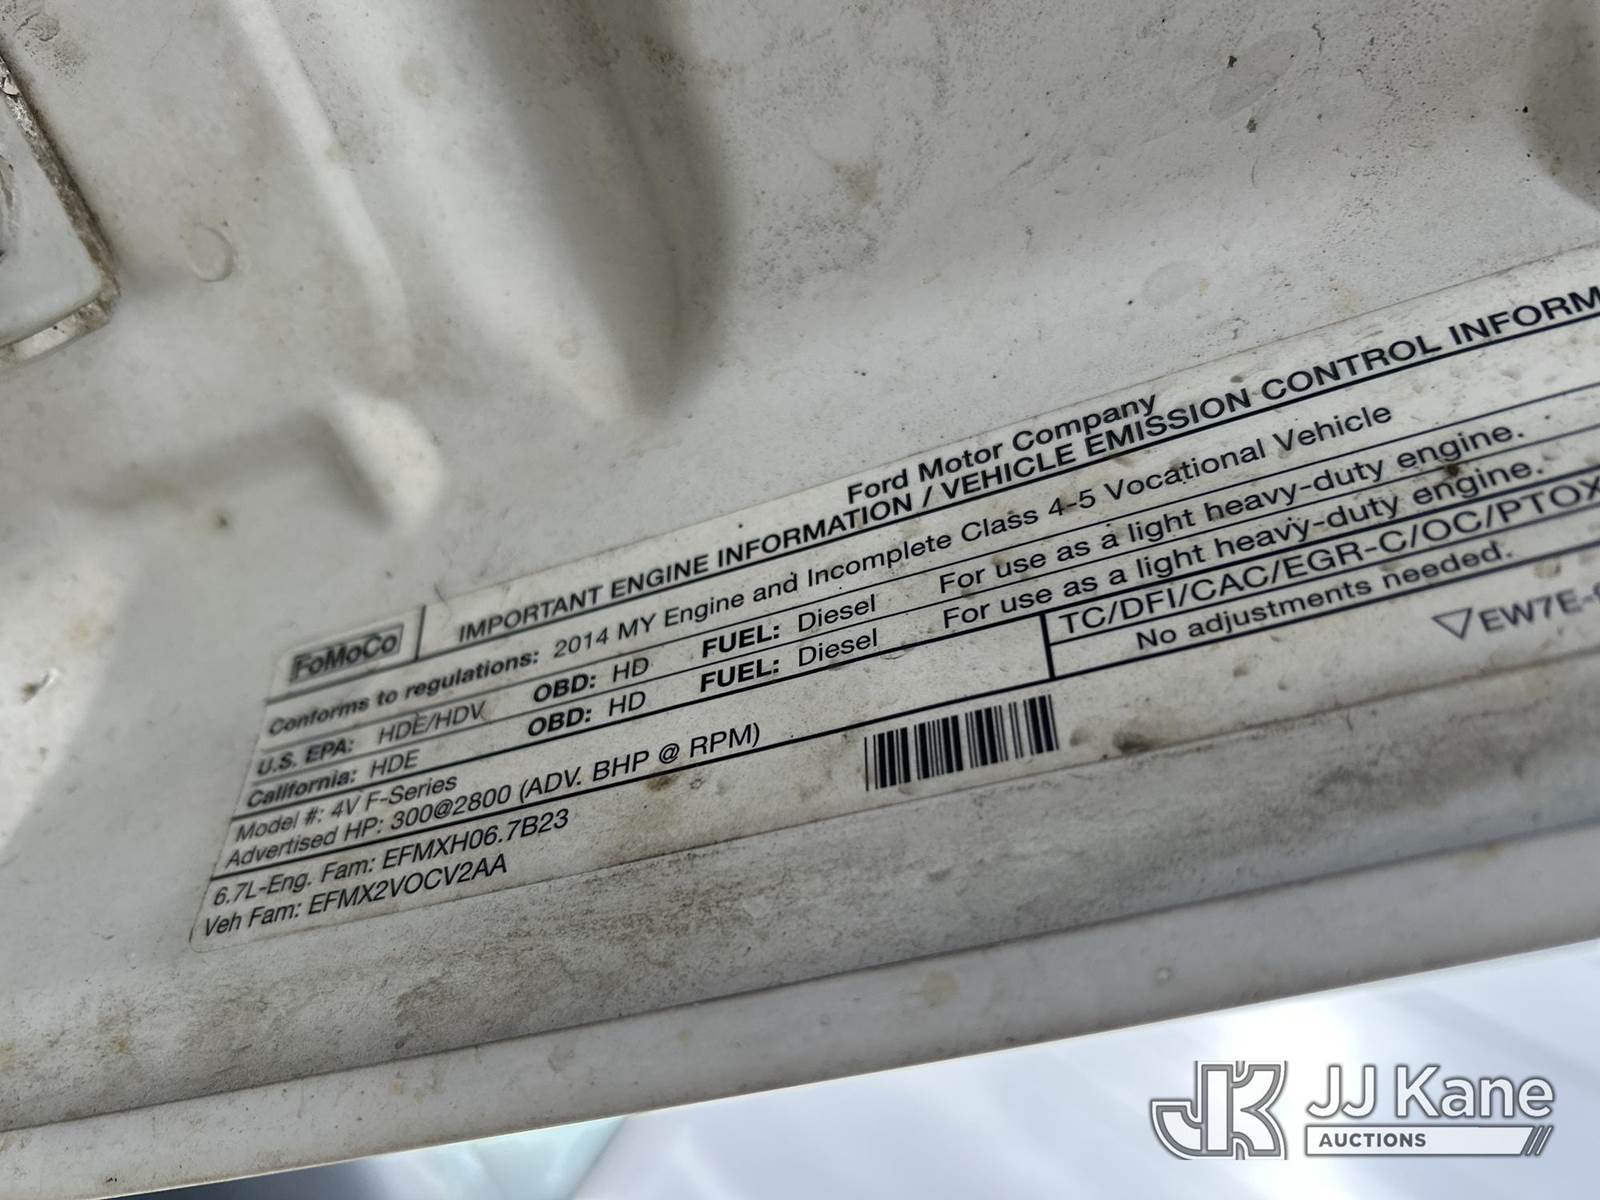 FoMoCo
Ford Motor Company
IMPORTANT ENGINE INFORMATION / VEHICLE EMISSION CONTROL INFORM
Conforms to regulations: 2014 MY Engine and Incomplete Class 4-5 Vocational Vehicle
U.S. EPA: HDE/HDV OBD: HD FUEL: Diesel For use as a light heavy-duty engine.
California: HDE OBD: HD FUEL: Diesel For use as a light heavy-duty engine.
Model #: 4V F-Series
Advertised HP: 300@2800 (ADV. BHP @ RPM)
TC/DFI/CAC/EGR-C/OC/PTOX
No adjustments needed.
6.7L-Eng. Fam: EFMXH06.7B23
Veh Fam: EFMX2VOCV2AA
EW7E-
JK
JJ Kane
AUCTIONS